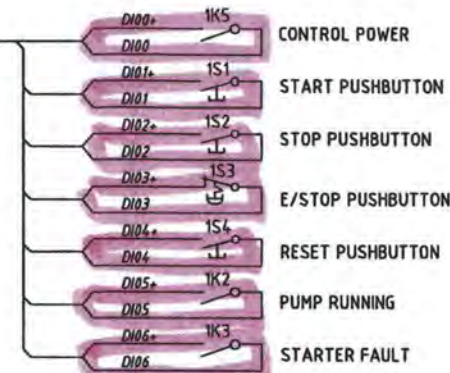 DI00+ 1K5
DI00 CONTROL POWER
DI01+ 1S1
DI01 START PUSHBUTTON
DI02+ 1S2
DI02 STOP PUSHBUTTON
DI03+ 1S3
DI03 E/STOP PUSHBUTTON
DI04+ 1S4
DI04 RESET PUSHBUTTON
DI05+ 1K2
DI05 PUMP RUNNING
DI06+ 1K3
DI06 STARTER FAULT